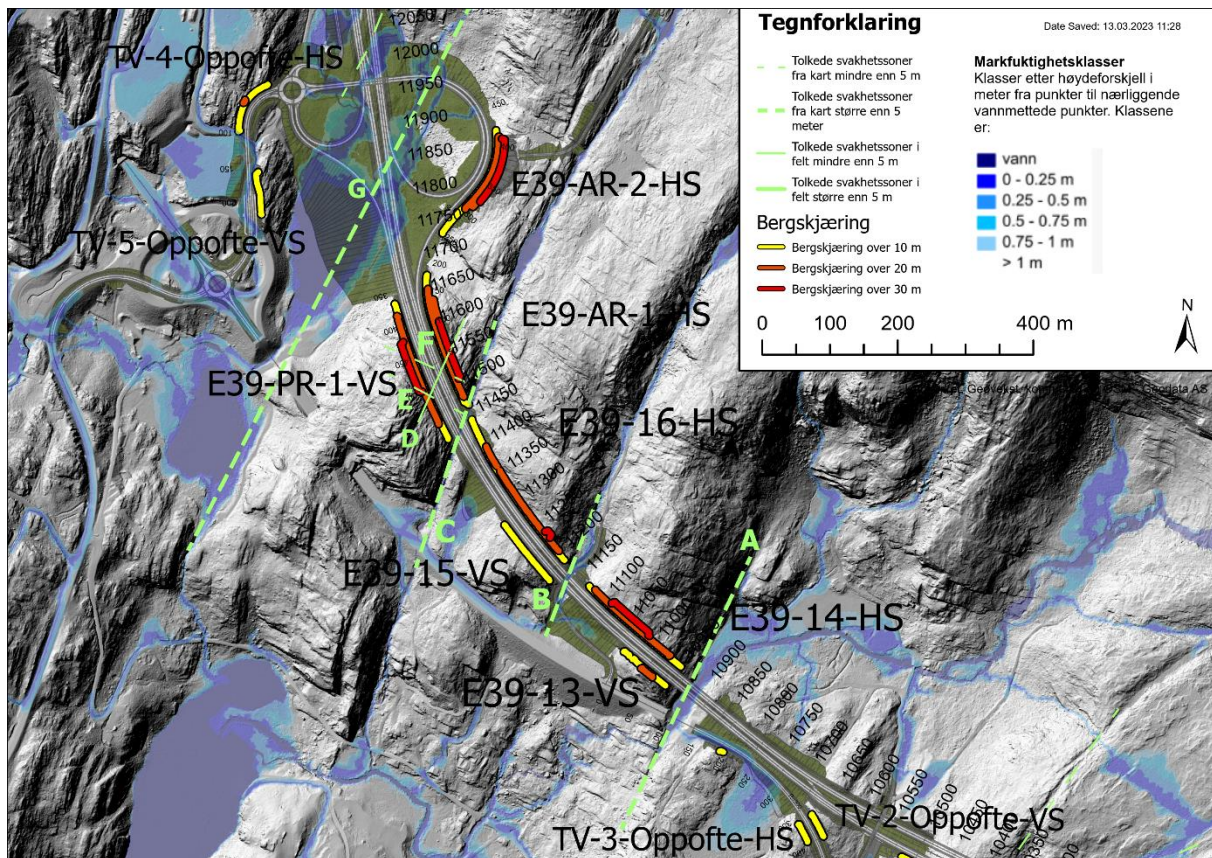 Tegnforklaring
Date Saved: 13.03.2023 11:28
Tolkede svakhetssoner
fra kart mindre enn 5 m
Tolkede svakhetssoner
fra kart større enn 5
meter
Tolkede svakhetssoner i
felt mindre enn 5 m
Tolkede svakhetssoner i
felt større enn 5 m
Bergskjæring
Bergskjæring over 10 m
Bergskjæring over 20 m
Bergskjæring over 30 m
Markfuktighetsklasser
Klasser etter høydeforskjell i
meter fra punkter til nærliggende
vannmettede punkter. Klassene
er:
vann
0 - 0.25 m
0.25 - 0.5 m
0.5 - 0.75 m
0.75 - 1 m
> 1 m
N
0 100 200 400 m
Geodata AS
TV-4-Oppofte-HS
12050
12000
11950
11900
11850
11800
11750
11700
11650
11600
11550
11500
11450
11400
11350
11300
11150
11100
10900
10850
10800
10750
10700
10650
10600
10550
10500
E39-AR-2-HS
G
TV-5-Oppofte-VS
E39-AR-1-HS
F
E39-PR-1-VS
E
D
E39-16-HS
C
A
E39-15-VS
B
E39-14-HS
E39-13-VS
TV-2-Oppofte-VS
TV-3-Oppofte-HS